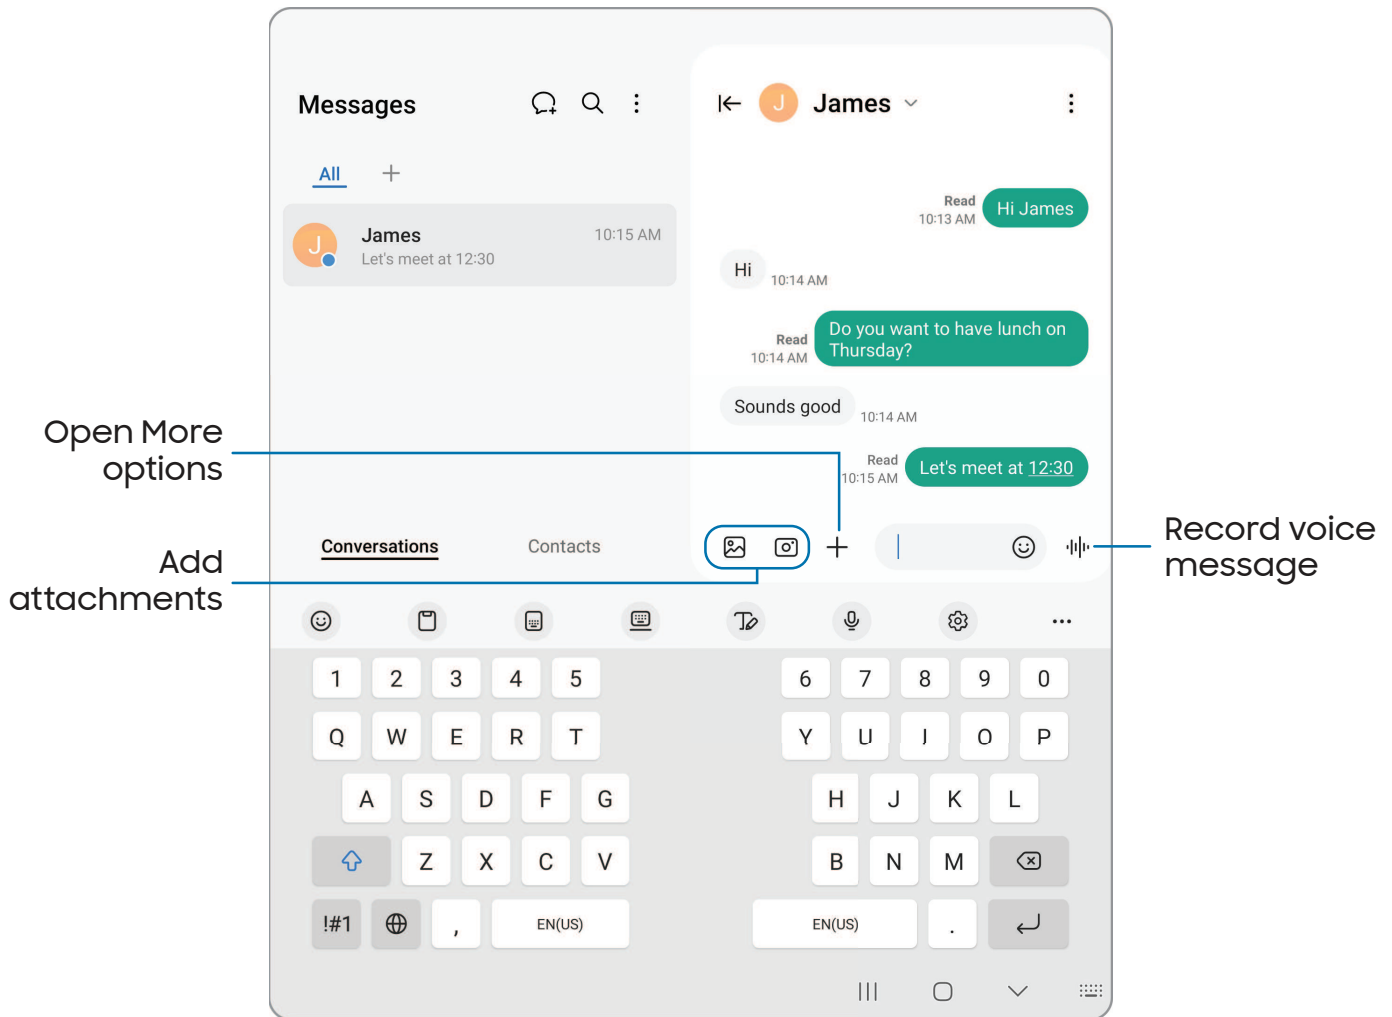 Messages
All
James
10:15 AM
Let's meet at 12:30
Conversations
Contacts
J
James
Read
10:13 AM
Hi James
Hi
10:14 AM
Do you want to have lunch on
Thursday?
Read
10:14 AM
Sounds good
10:14 AM
Read
10:15 AM
Let's meet at 12:30
Open More
options
Add
attachments
Record voice
message
1 2 3 4 5 6 7 8 9 0
Q W E R T Y U I O P
A S D F G H J K L
Z X C V B N M
!#1 , EN(US) EN(US) .